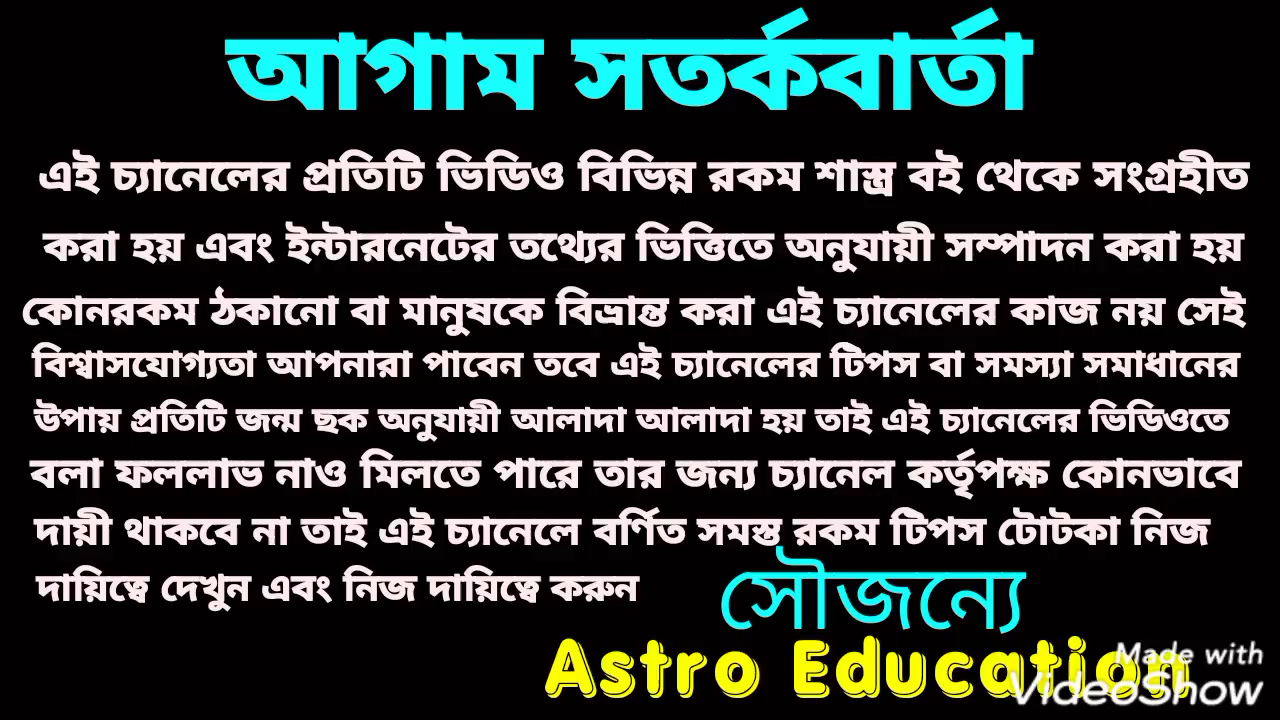 আগাম সতর্কবার্তা
এই চ্যানেলের প্রতিটি ভিডিও বিভিন্ন রকম শাস্ত্র বই থেকে সংগ্রহীত
করা হয় এবং ইন্টারনেটের তথ্যের ভিত্তিতে অনুযায়ী সম্পাদন করা হয়
কোনরকম ঠকানো বা মানুষকে বিভ্রান্ত করা এই চ্যানেলের কাজ নয় সেই
বিশ্বাসযোগ্যতা আপনারা পাবেন তবে এই চ্যানেলের টিপস বা সমস্যা সমাধানের
উপায় প্রতিটি জন্ম ছক অনুযায়ী আলাদা আলাদা হয় তাই এই চ্যানেলের ভিডিওতে
বলা ফললাভ নাও মিলতে পারে তার জন্য চ্যানেল কর্তৃপক্ষ কোনভাবে
দায়ী থাকবে না তাই এই চ্যানেলে বর্ণিত সমস্ত রকম টিপস টোটকা নিজ
দায়িত্বে দেখুন এবং নিজ দায়িত্বে করুন
সৌজন্যে
Astro Education
Made with
VideoShow